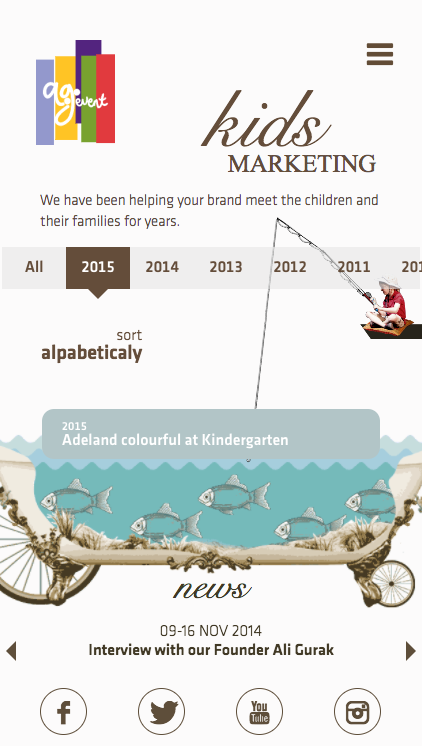 ag.event
kids
MARKETING
We have been helping your brand meet the children and
their families for years.
All 2015 2014 2013 2012 2011 201
sort
alpabeticaly
2015
Adeland colourful at Kindergarten
news
09-16 NOV 2014
Interview with our Founder Ali Gurak
f
You
Tube